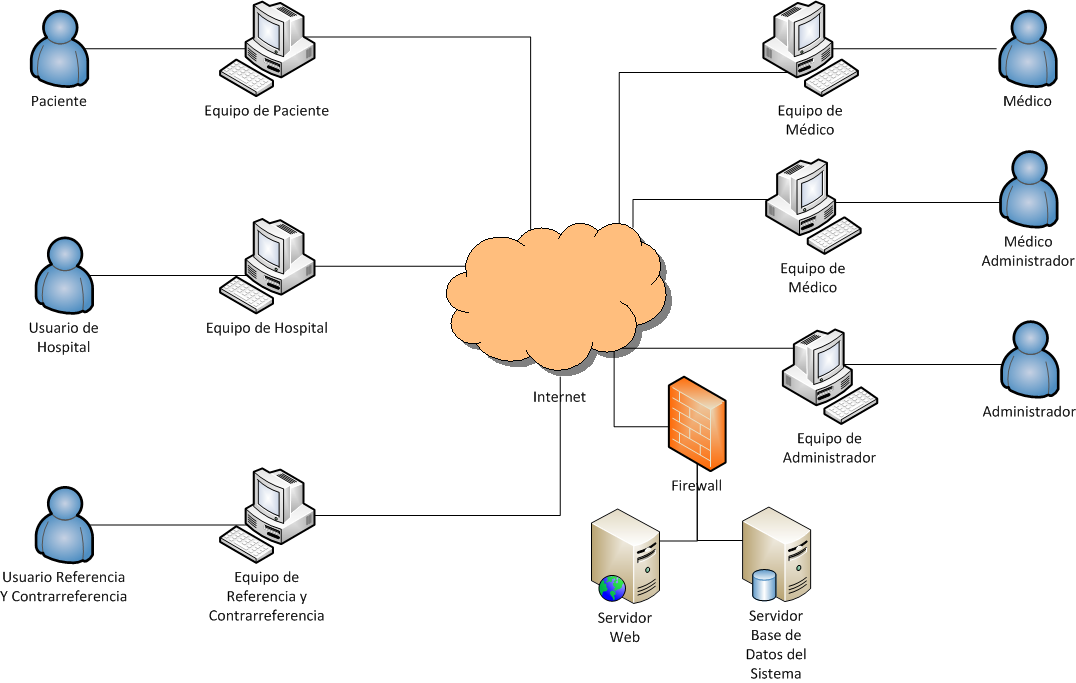 Paciente
Equipo de Paciente
Equipo de
Médico
Médico
Equipo de
Médico
Médico
Administrador
Usuario de
Hospital
Equipo de Hospital
Internet
Equipo de
Administrador
Administrador
Firewall
Usuario Referencia
Y Contrarreferencia
Equipo de
Referencia y
Contrarreferencia
Servidor
Web
Servidor
Base de
Datos del
Sistema